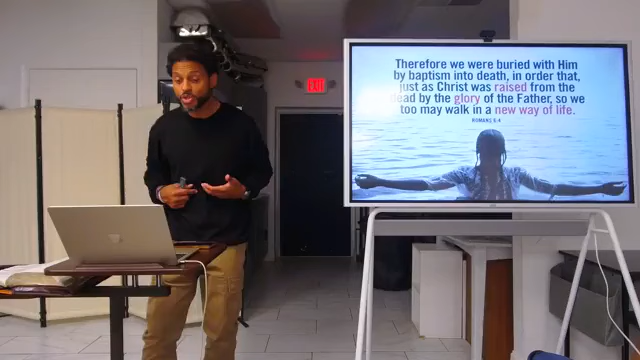 EXIT
Therefore we were buried with Him
by baptism into death, in order that,
just as Christ was raised from the
dead by the glory of the Father, so we
too may walk in a new way of life.
ROMANS 6:4